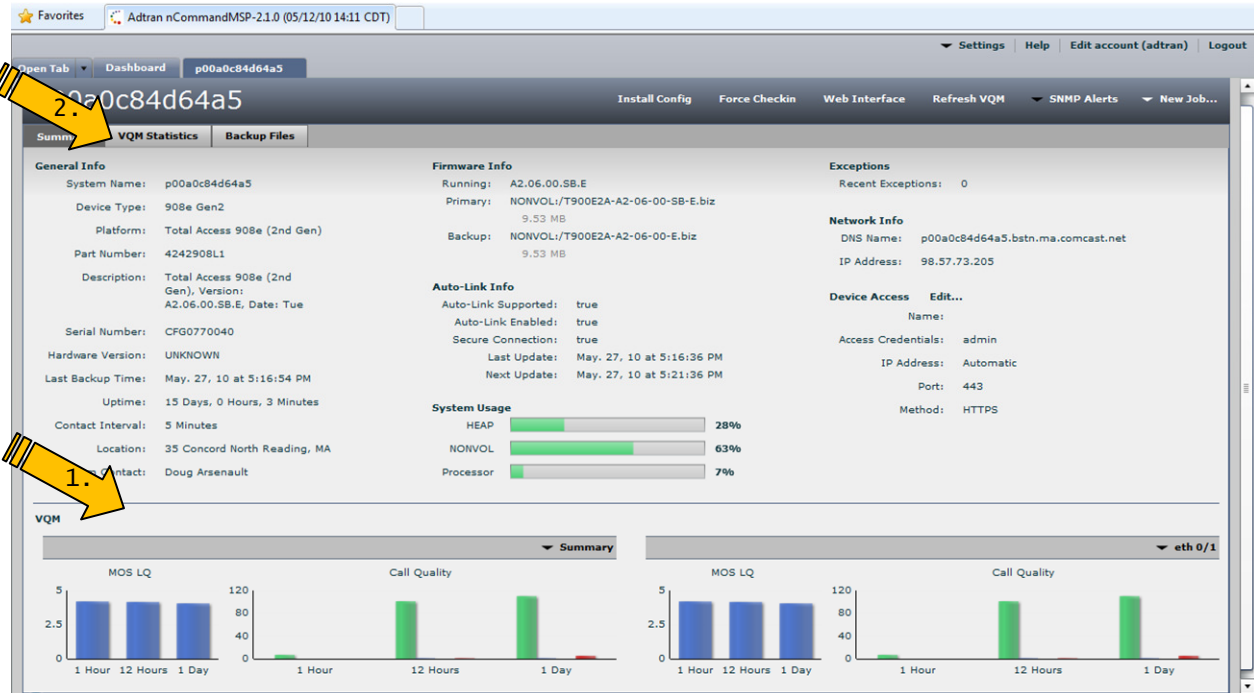 Favorites
Adtran nCommandMSP-2.1.0 (05/12/10 14:11 CDT)
Settings Help Edit account (adtran) Logout
Open Tab Dashboard p00a0c84d64a5
a0c84d64a5
Install Config Force Checkin Web Interface Refresh VQM SNMP Alerts New Job...
2.
VQM Statistics Backup Files
General Info
System Name: p00a0c84d64a5
Device Type: 908e Gen2
Platform: Total Access 908e (2nd Gen)
Part Number: 4242908L1
Description: Total Access 908e (2nd
Gen), Version:
A2.06.00.SB.E, Date: Tue
Serial Number: CFG0770040
Hardware Version: UNKNOWN
Last Backup Time: May. 27, 10 at 5:16:54 PM
Uptime: 15 Days, 0 Hours, 3 Minutes
Contact Interval: 5 Minutes
Location: 35 Concord North Reading, MA
Contact: Doug Arsenault
1.
Firmware Info
Running: A2.06.00.SB.E
Primary: NONVOL:/T900E2A-A2-06-00-SB-E.biz
9.53 MB
Backup: NONVOL:/T900E2A-A2-06-00-E.biz
9.53 MB
Auto-Link Info
Auto-Link Supported: true
Auto-Link Enabled: true
Secure Connection: true
Last Update: May. 27, 10 at 5:16:36 PM
Next Update: May. 27, 10 at 5:21:36 PM
System Usage
HEAP 28%
NONVOL 63%
Processor 7%
Exceptions
Recent Exceptions: 0
Network Info
DNS Name: p00a0c84d64a5.bstn.ma.comcast.net
IP Address: 98.57.73.205
Device Access Edit...
Name:
Access Credentials: admin
IP Address: Automatic
Port: 443
Method: HTTPS
VQM
Summary
MOS LQ
5
2.5
0
1 Hour 12 Hours 1 Day
Call Quality
120
80
40
0
1 Hour 12 Hours 1 Day
eth 0/1
MOS LQ
5
2.5
0
1 Hour 12 Hours 1 Day
Call Quality
120
80
40
0
1 Hour 12 Hours 1 Day